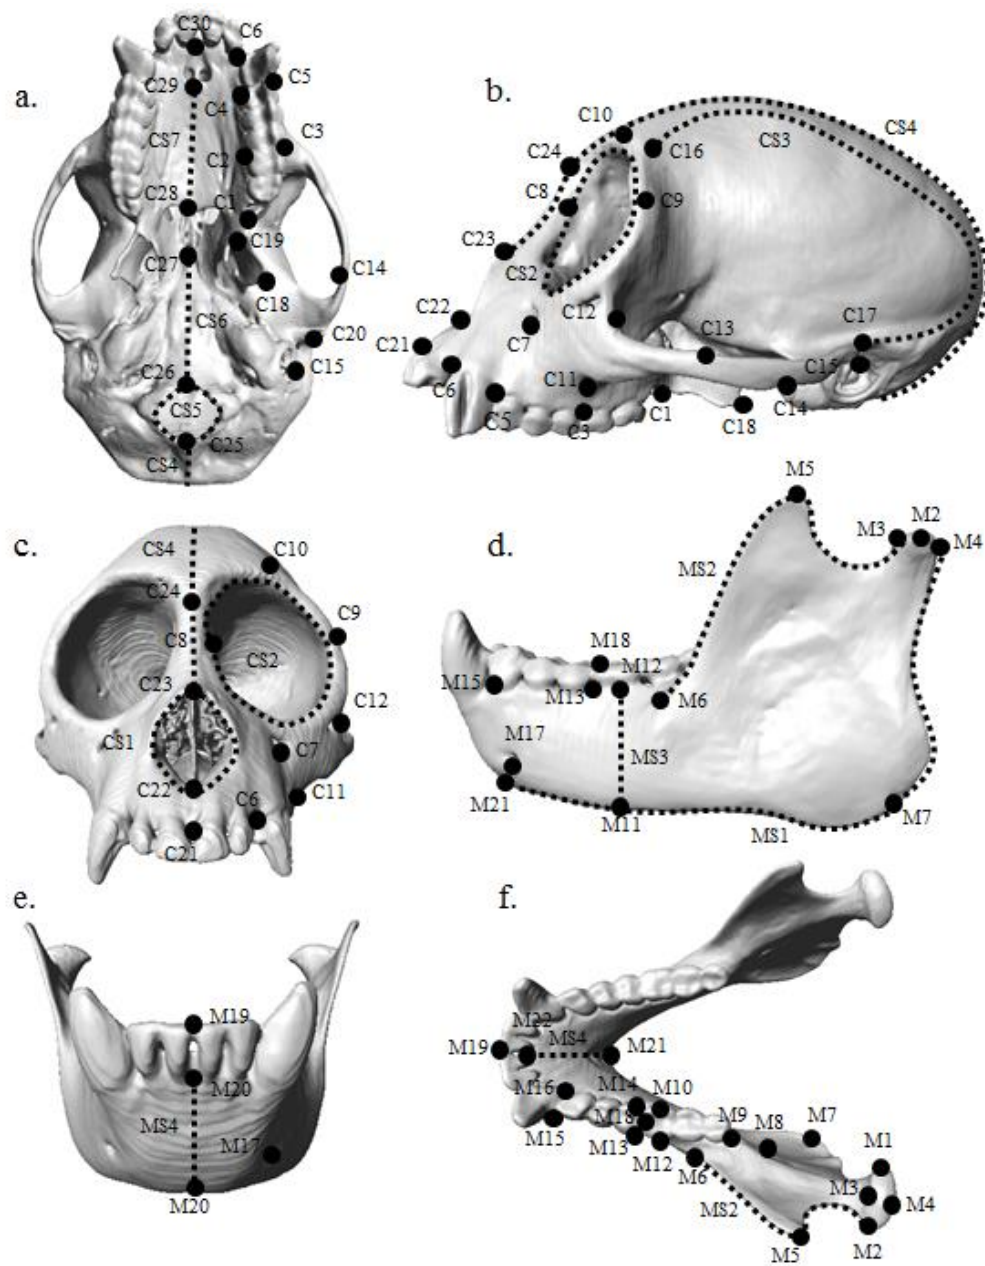 a.
C30
C6
C29
C5
C4
CS7
C3
C2
C28
C1
C19
C27
C14
C18
CS6
C20
C15
C26
CS5
C25
CS4
b.
C10
CS4
C24
C16
CS3
C8
C9
C23
CS2
C22
C12
C21
C7
C13
C17
C15
C6
C11
C5
C3
C1
C18
C14
c.
CS4
C10
C24
C9
C8
CS2
C23
C12
CS1
C7
C22
C11
C6
C21
d.
M5
M3
M2
M4
MS2
M18
M12
M15
M13
M6
M17
MS3
M21
M11
M7
MS1
e.
M19
M20
MS4
M17
M20
f.
M22
MS4
M19
M21
M16
M14
M10
M18
M9
M7
M15
M13
M8
M12
M1
M6
M3
MS2
M4
M5
M2